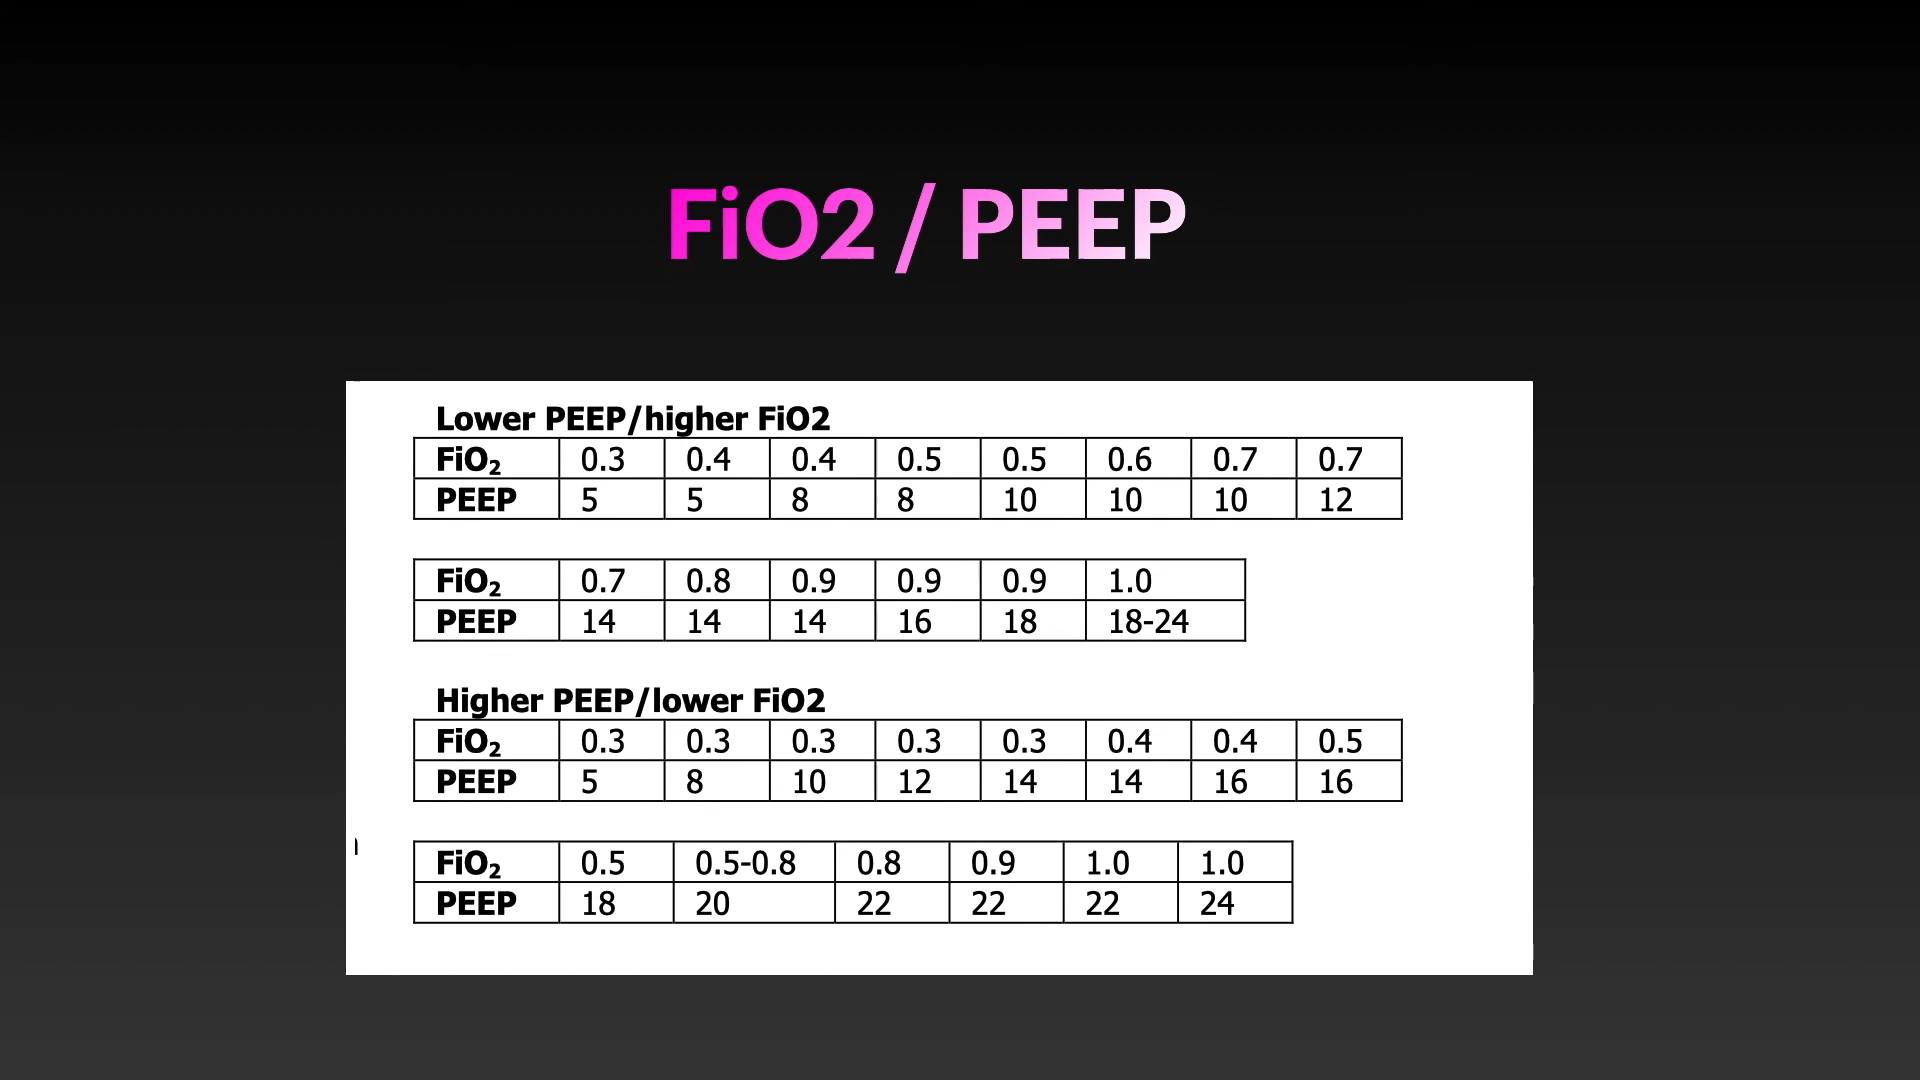 FiO2 / PEEP
Lower PEEP/higher FiO2
FiO₂ 0.3 0.4 0.4 0.5 0.5 0.6 0.7 0.7
PEEP 5 5 8 8 10 10 10 12
FiO₂ 0.7 0.8 0.9 0.9 0.9 1.0
PEEP 14 14 14 16 18 18-24
Higher PEEP/lower FiO2
FiO₂ 0.3 0.3 0.3 0.3 0.3 0.4 0.4 0.5
PEEP 5 8 10 12 14 14 16 16
FiO₂ 0.5 0.5-0.8 0.8 0.9 1.0 1.0
PEEP 18 20 22 22 22 24